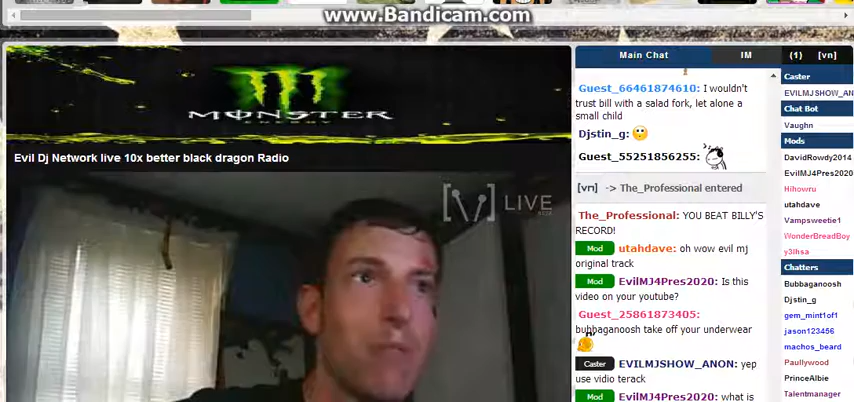 www.Bandicam.com
MONSTER
ENERGY
Evil Dj Network live 10x better black dragon Radio
[V] LIVE
Main Chat
IM
(1)
[vn]
Guest_66461874610: I wouldn't
trust bill with a salad fork, let alone a
small child
Djstin_g:
Guest_55251856255:
[vn] -> The_Professional entered
The_Professional: YOU BEAT BILLY'S
RECORD!
Mod utahdave: oh wow evil mj
original track
Mod EvilMJ4Pres2020: Is this
video on your youtube?
Guest_25861873405:
bubbaganoosh take off your underwear
Caster EVILMJSHOW_ANON: yep
use vidio terack
Mod EvilMJ4Pres2020: what is
Caster
EVILMJSHOW_AN
Chat Bot
Vaughn
Mods
DavidRowdy2014
EvilMJ4Pres2020
Hihowru
utahdave
Vampsweetie1
WonderBreadBoy
y3lhsa
Chatters
Bubbaganoosh
Djstin_g
gem_mint1of1
jason123456
machos_beard
Paullywood
PrinceAlbie
Talentmanager